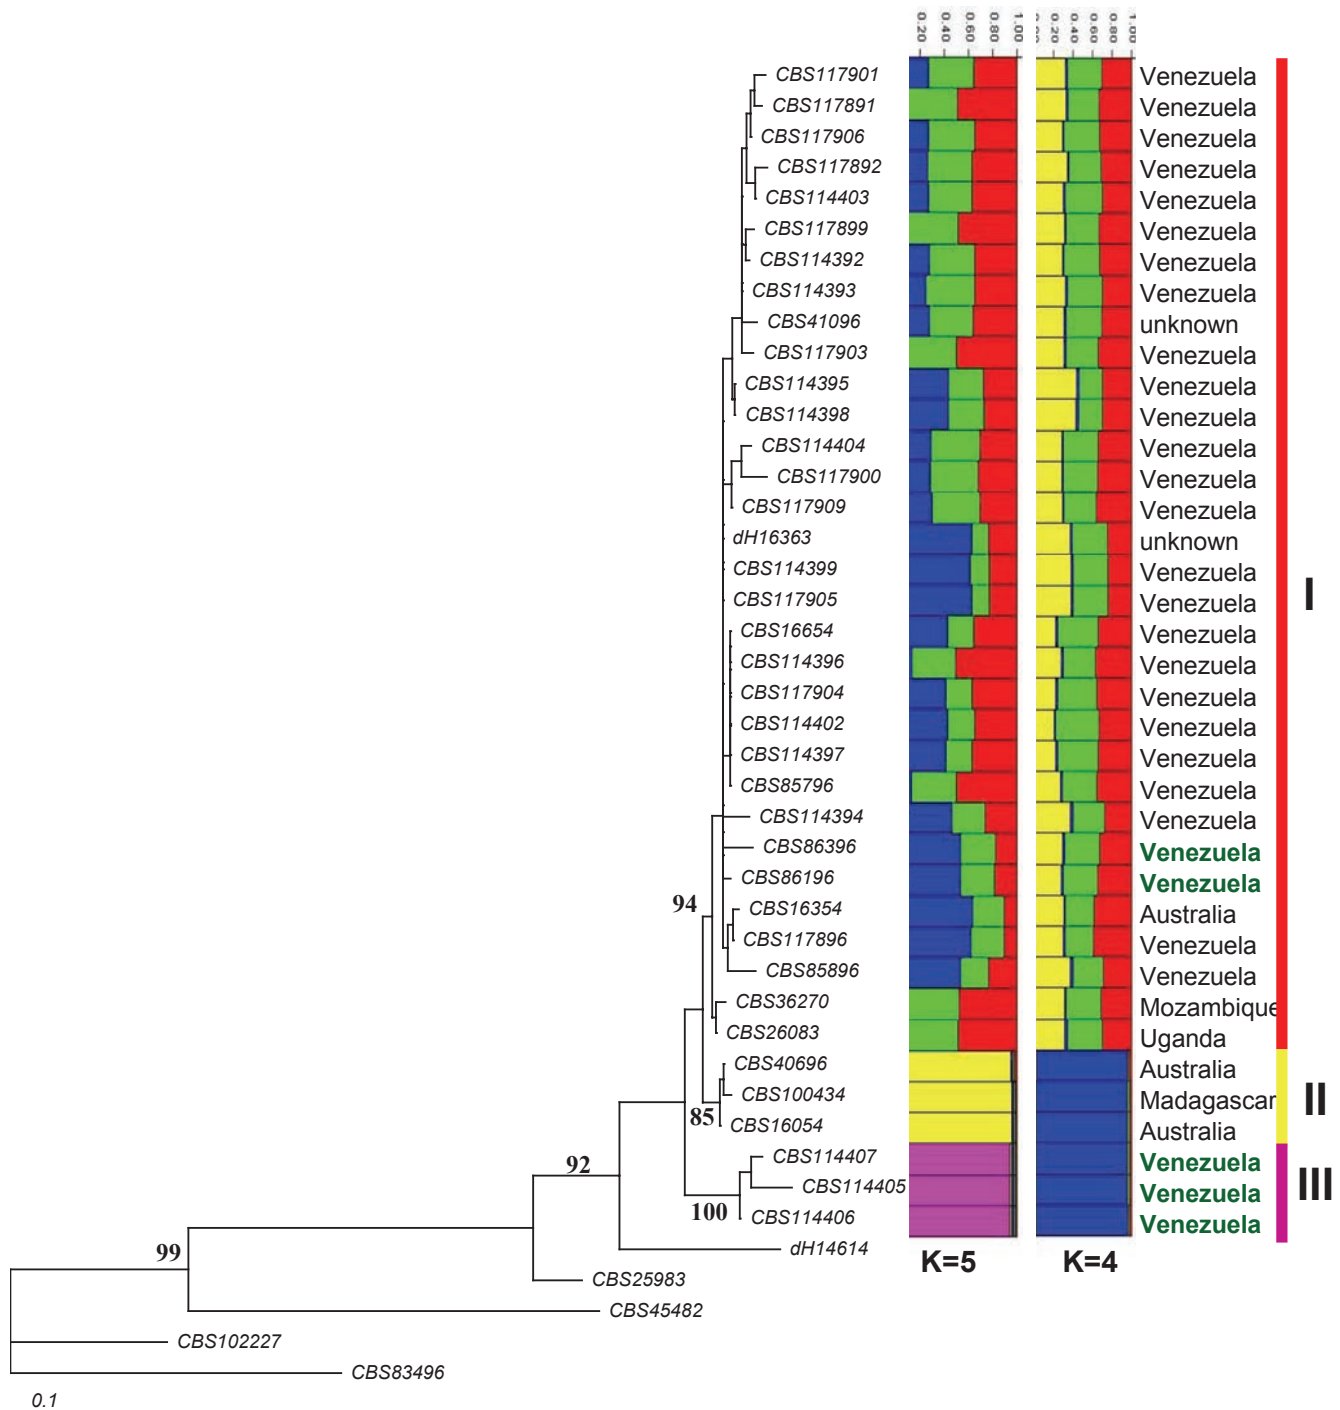 0.20 0.40 0.60 0.80 1.00 0.20 0.40 0.60 0.80 1.00
CBS117901 Venezuela
CBS117891 Venezuela
CBS117906 Venezuela
CBS117892 Venezuela
CBS114403 Venezuela
CBS117899 Venezuela
CBS114392 Venezuela
CBS114393 Venezuela
CBS41096 unknown
CBS117903 Venezuela
CBS114395 Venezuela
CBS114398 Venezuela
CBS114404 Venezuela
CBS117900 Venezuela
CBS117909 Venezuela
dH16363 unknown
CBS114399 Venezuela
I
CBS117905 Venezuela
CBS16654 Venezuela
CBS114396 Venezuela
CBS117904 Venezuela
CBS114402 Venezuela
CBS114397 Venezuela
CBS85796 Venezuela
CBS114394 Venezuela
CBS86396 Venezuela
CBS86196 Venezuela
94
CBS16354 Australia
CBS117896 Venezuela
CBS85896 Venezuela
CBS36270 Mozambique
CBS26083 Uganda
CBS40696 Australia
CBS100434 Madagascar II
85
CBS16054 Australia
CBS114407 Venezuela
92
CBS114405 Venezuela III
100
CBS114406 Venezuela
dH14614
99
K=5 K=4
CBS25983
CBS45482
CBS102227
CBS83496
0.1